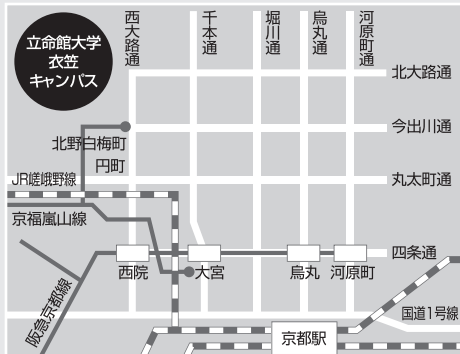 立命館大学
衣笠
キャンパス
西大路通
千本通
堀川通
烏丸通
河原町通
北大路通
今出川通
北野白梅町
円町
丸太町通
JR嵯峨野線
京福嵐山線
四条通
西院
大宮
烏丸
河原町
阪急京都線
国道1号線
京都駅